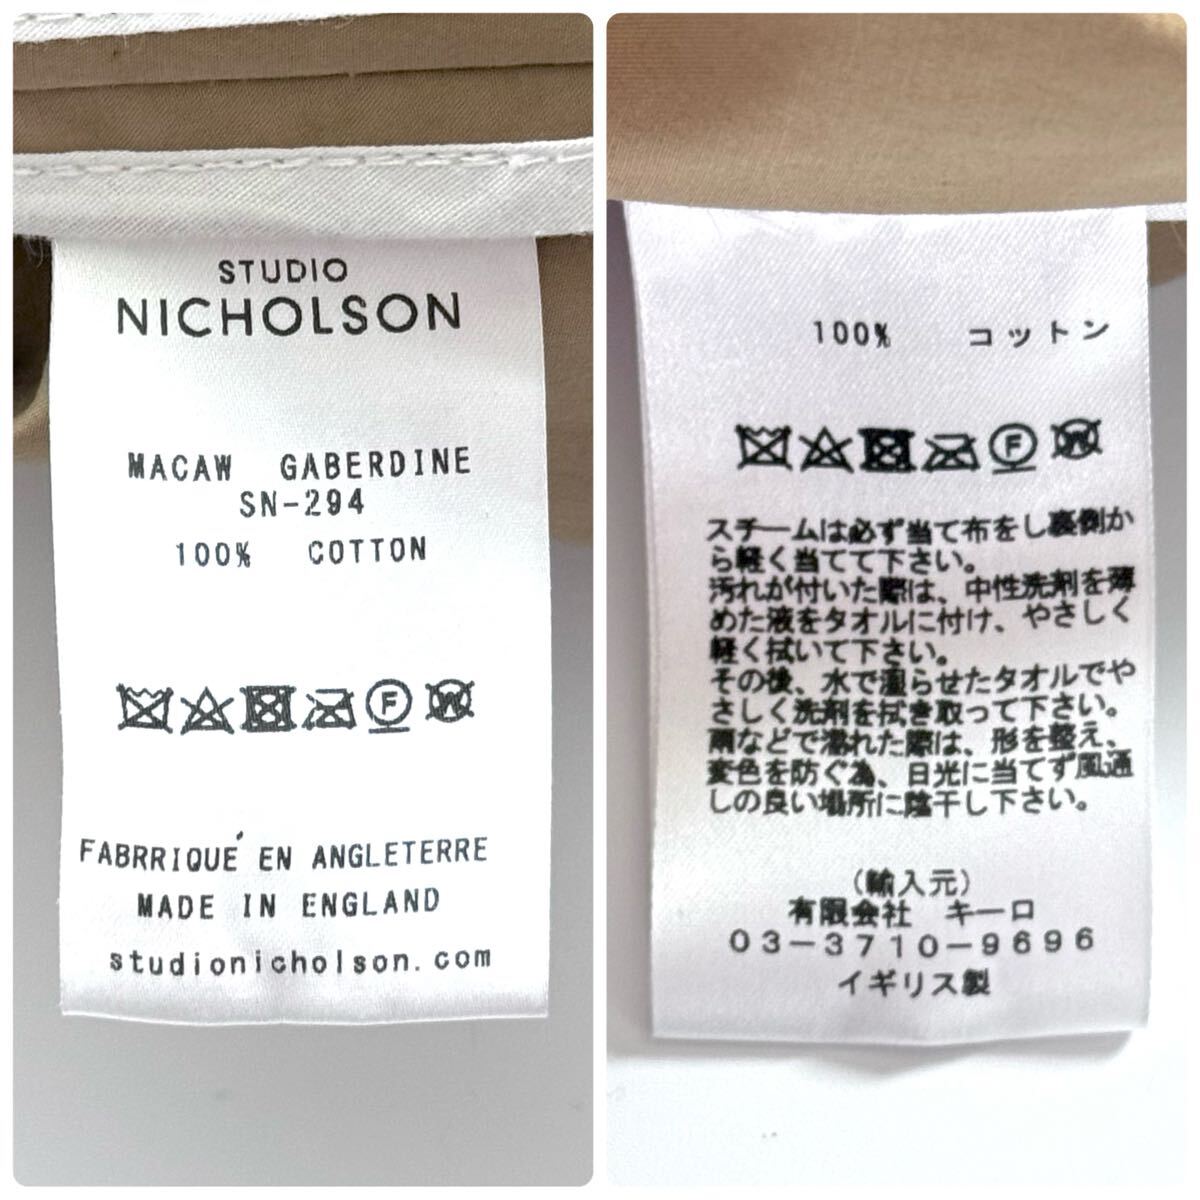 STUDIO
NICHOLSON
MACAW GABERDINE
SN-294
100% COTTON
F W
FABRRIQUÉ EN ANGLETERRE
MADE IN ENGLAND
studionicholson.com
100% コットン
F W
スチームは必ず当て布をし裏側か
ら軽く当てて下さい。
汚れが付いた際は、中性洗剤を薄
めた液をタオルに付け、やさしく
軽く拭いて下さい。
その後、水で濡らせたタオルでや
さしく洗剤を拭き取って下さい。
雨などで濡れた際は、形を整え、
変色を防ぐ為、日光に当てず風通
しの良い場所に陰干し下さい。
(輸入元)
有限会社 キーロ
03-3710-9696
イギリス製